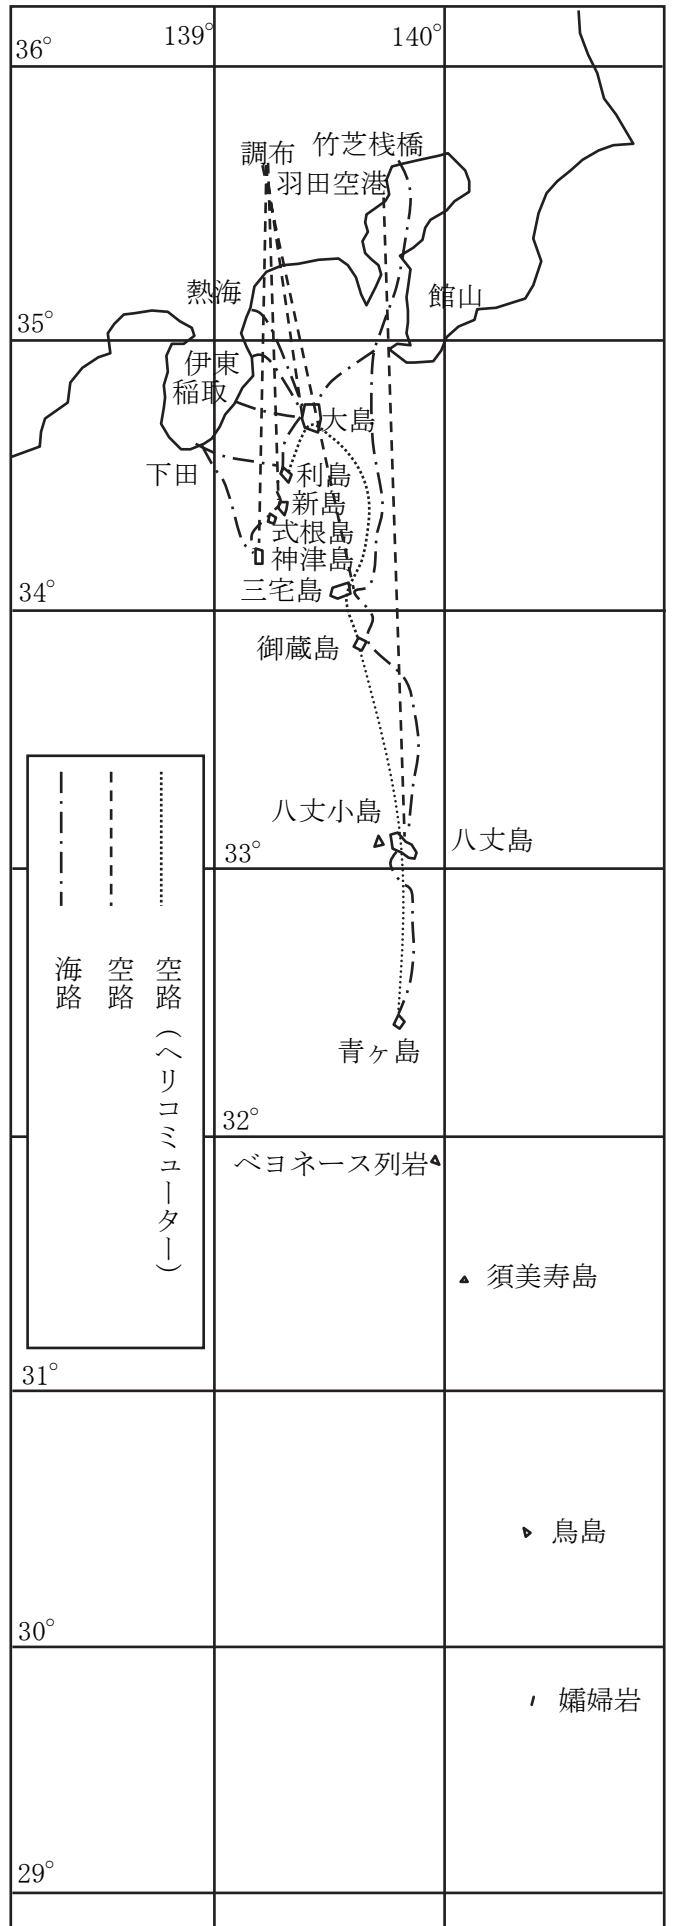 139°
140°
36°
竹芝桟橋
調布
羽田空港
熱海
館山
35°
伊東
稲取
大島
下田
利島
新島
式根島
神津島
34°
三宅島
御蔵島
八丈小島
八丈島
33°
海路
空路
空路（ヘリコミューター）
青ヶ島
32°
ベヨネース列岩
須美寿島
31°
鳥島
30°
孀婦岩
29°